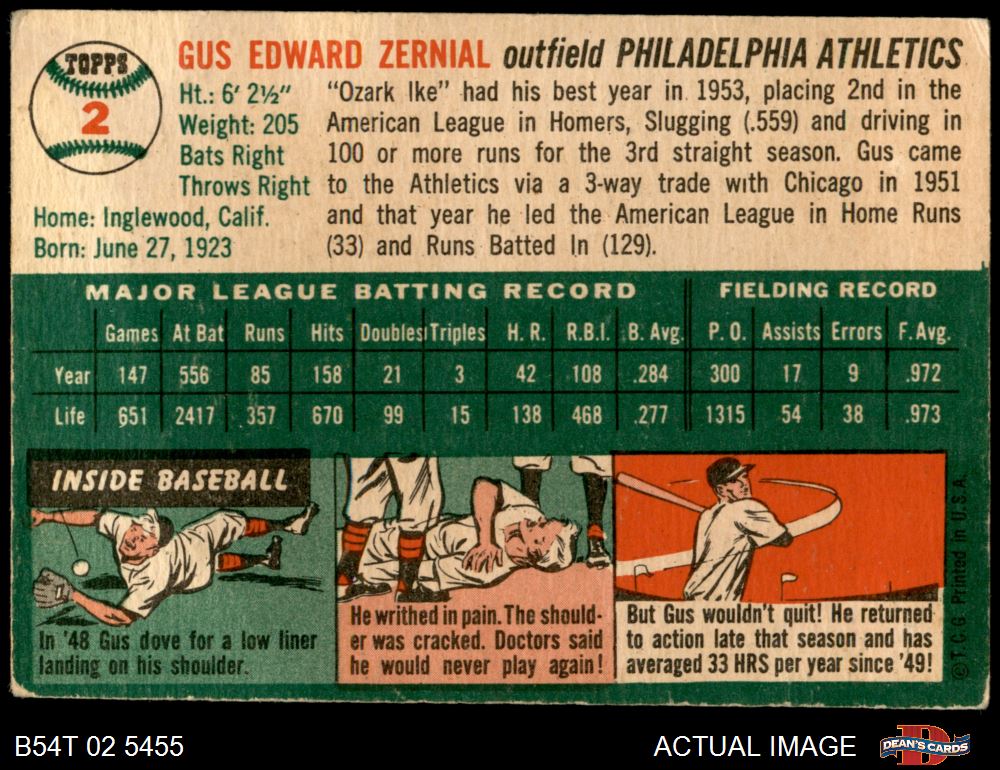 TOPPS
2
GUS EDWARD ZERNIAL outfield PHILADELPHIA ATHLETICS
Ht.: 6' 2½"
Weight: 205
Bats Right
Throws Right
Home: Inglewood, Calif.
Born: June 27, 1923
"Ozark Ike" had his best year in 1953, placing 2nd in the
American League in Homers, Slugging (.559) and driving in
100 or more runs for the 3rd straight season. Gus came
to the Athletics via a 3-way trade with Chicago in 1951
and that year he led the American League in Home Runs
(33) and Runs Batted In (129).
MAJOR LEAGUE BATTING RECORD FIELDING RECORD
Games At Bat Runs Hits Doubles Triples H. R. R.B.I. B. Avg. P. O. Assists Errors F. Avg.
Year 147 556 85 158 21 3 42 108 .284 300 17 9 .972
Life 651 2417 357 670 99 15 138 468 .277 1315 54 38 .973
INSIDE BASEBALL
In '48 Gus dove for a low liner
landing on his shoulder.
He writhed in pain. The should-
er was cracked. Doctors said
he would never play again!
But Gus wouldn't quit! He returned
to action late that season and has
averaged 33 HRS per year since '49!
© T. C. G. Printed in U. S. A.
B54T 02 5455
ACTUAL IMAGE
DEAN'S CARDS